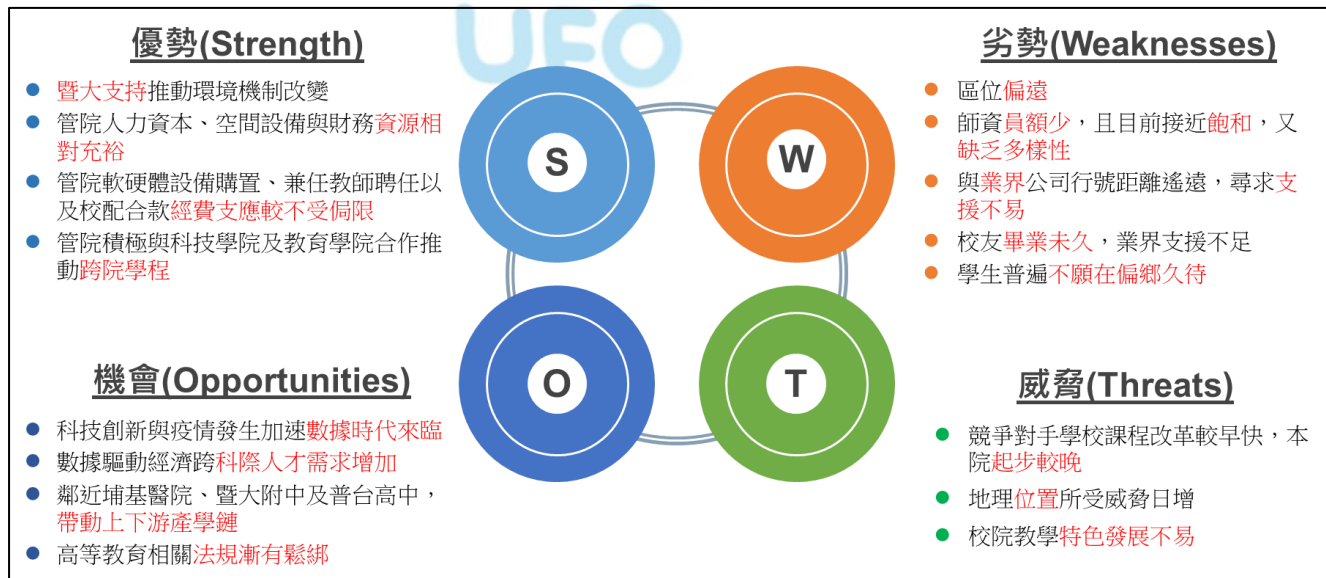 UFO
優勢(Strength)
暨大支持推動環境機制改變
管院人力資本、空間設備與財務資源相
對充裕
管院軟硬體設備購置、兼任教師聘任以
及校配合款經費支應較不受侷限
管院積極與科技學院及教育學院合作推
動跨院學程
劣勢(Weaknesses)
區位偏遠
師資員額少，且目前接近飽和，又
缺乏多樣性
與業界公司行號距離遙遠，尋求支
援不易
校友畢業未久，業界支援不足
學生普遍不願在偏鄉久待
S
W
O
T
機會(Opportunities)
科技創新與疫情發生加速數據時代來臨
數據驅動經濟跨科際人才需求增加
鄰近埔基醫院、暨大附中及普台高中，
帶動上下游產學鏈
高等教育相關法規漸有鬆綁
威脅(Threats)
競爭對手學校課程改革較早快，本
院起步較晚
地理位置所受威脅日增
校院教學特色發展不易